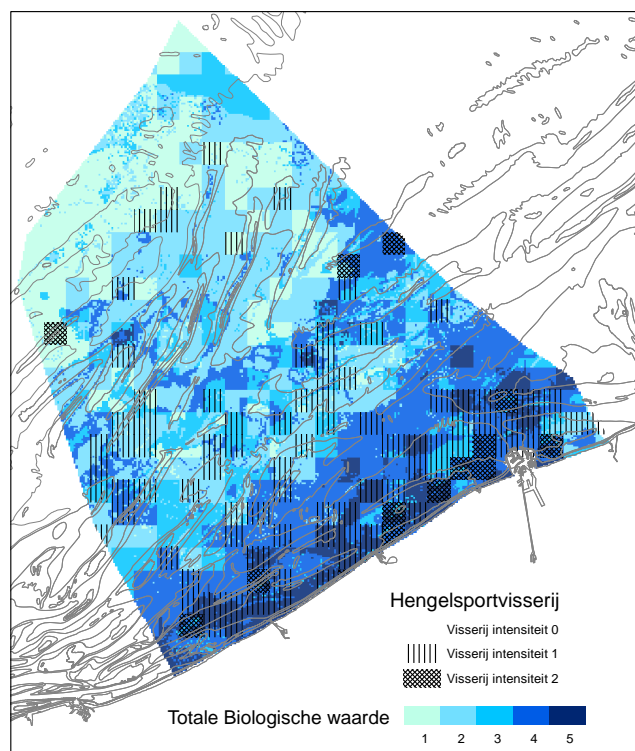 Hengelsportvisserij
Visserij intensiteit 0
Visserij intensiteit 1
Visserij intensiteit 2
Totale Biologische waarde
1 2 3 4 5